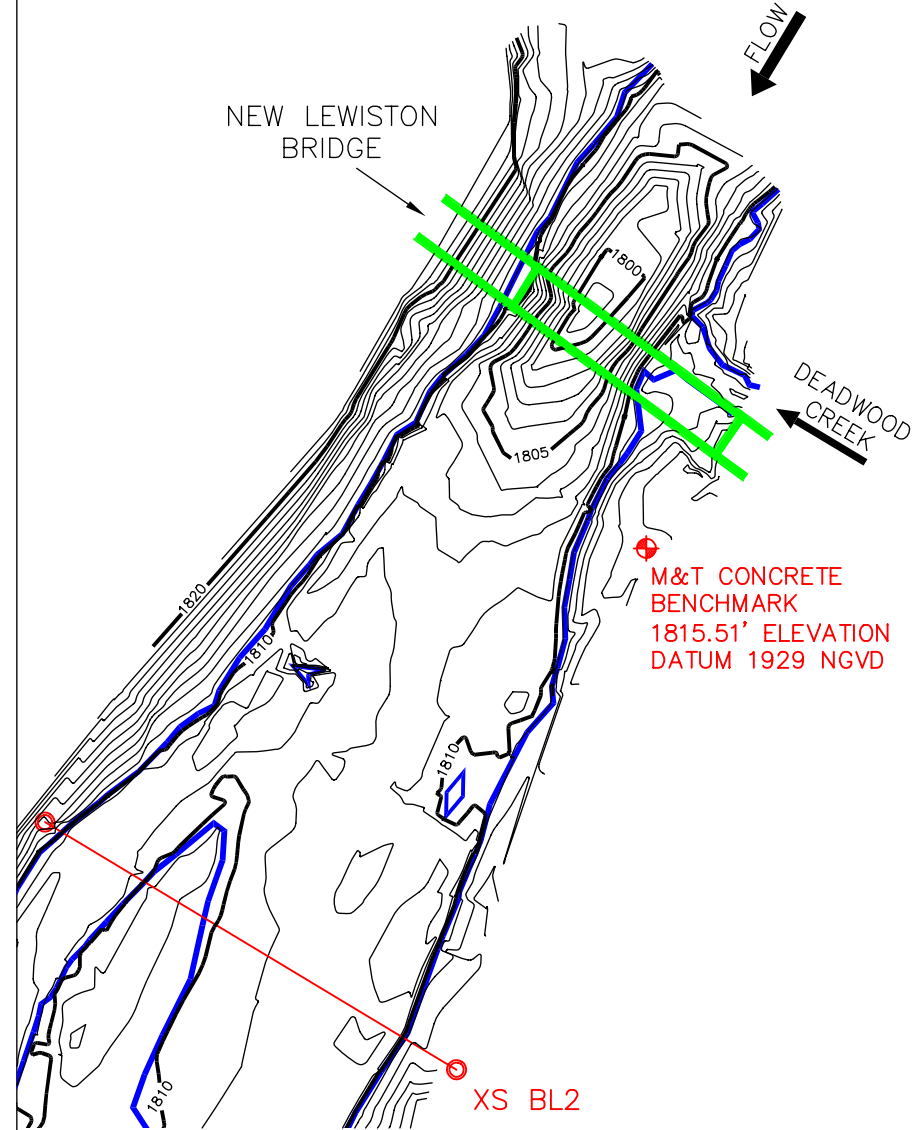 FLOW
NEW LEWISTON
BRIDGE
1800
DEADWOOD
CREEK
1805
M&T CONCRETE
BENCHMARK
1815.51' ELEVATION
DATUM 1929 NGVD
1820
1810
1810
1810
XS BL2